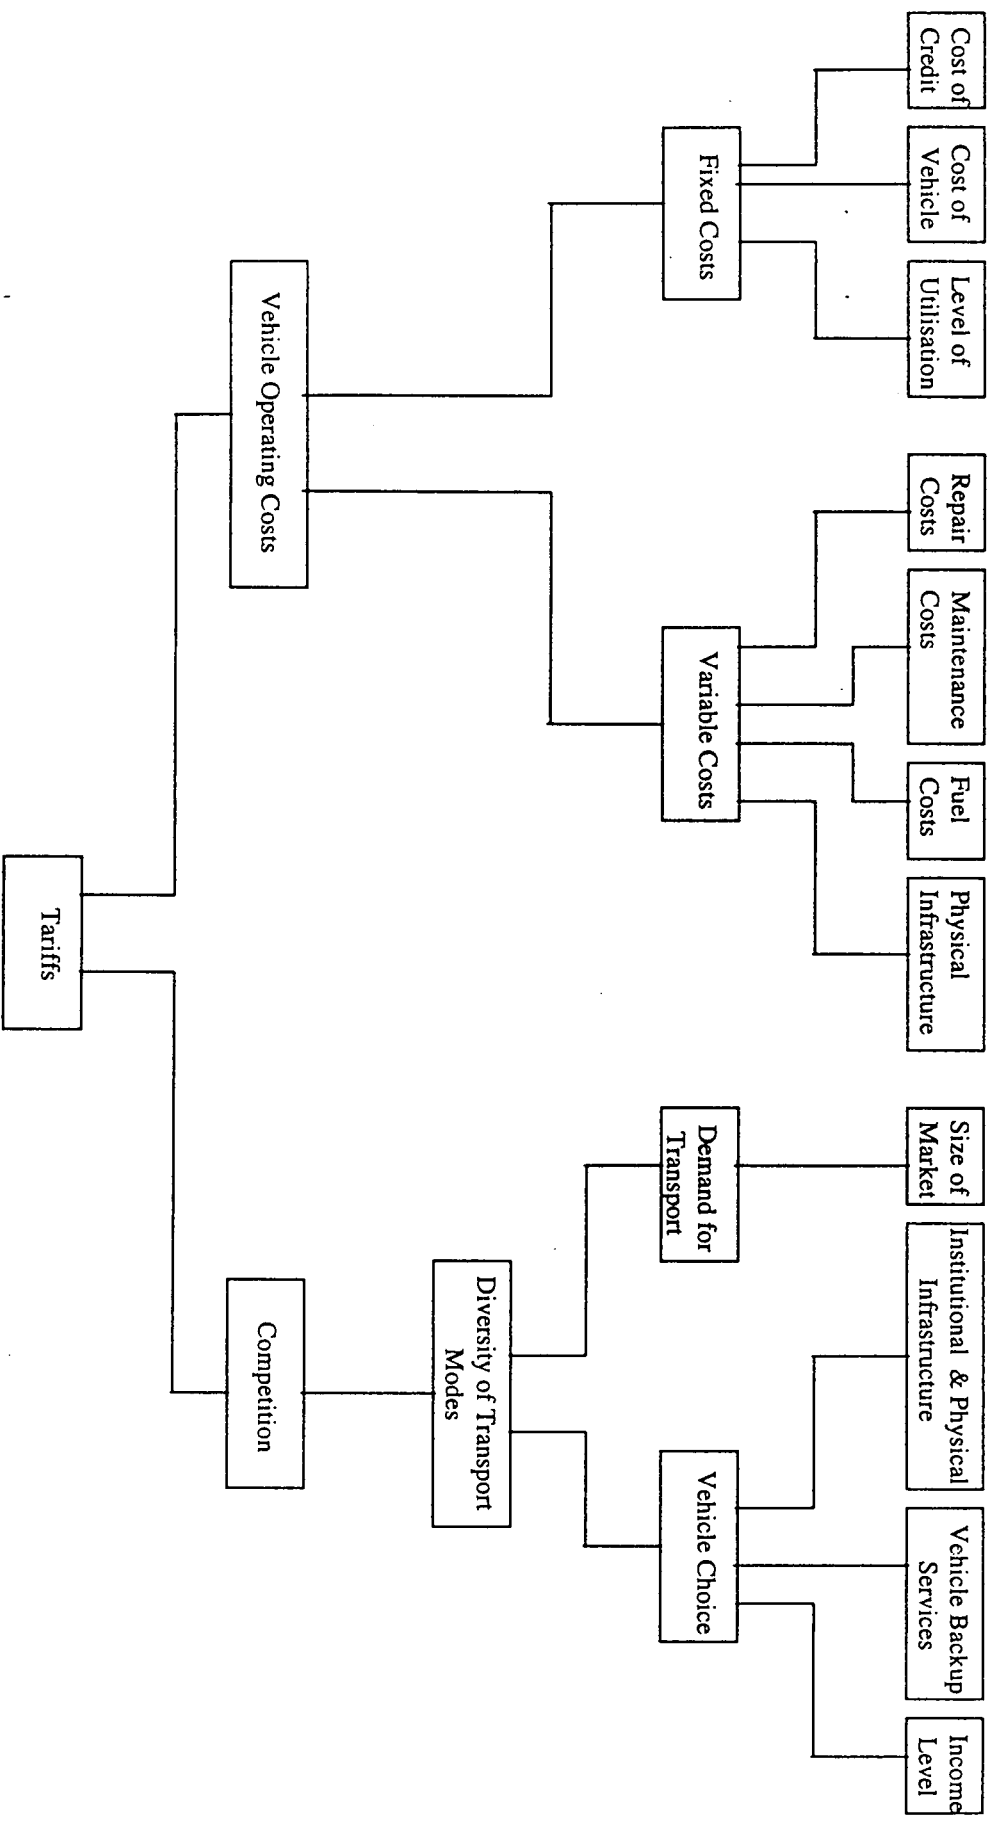 Cost of
Credit
Cost of
Vehicle
Level of
Utilisation
Repair
Costs
Maintenance
Costs
Fuel
Costs
Physical
Infrastructure
Size of
Market
Institutional & Physical
Infrastructure
Vehicle Backup
Services
Income
Level
Fixed Costs
Variable Costs
Demand for
Transport
Vehicle Choice
Diversity of Transport
Modes
Vehicle Operating Costs
Competition
Tariffs